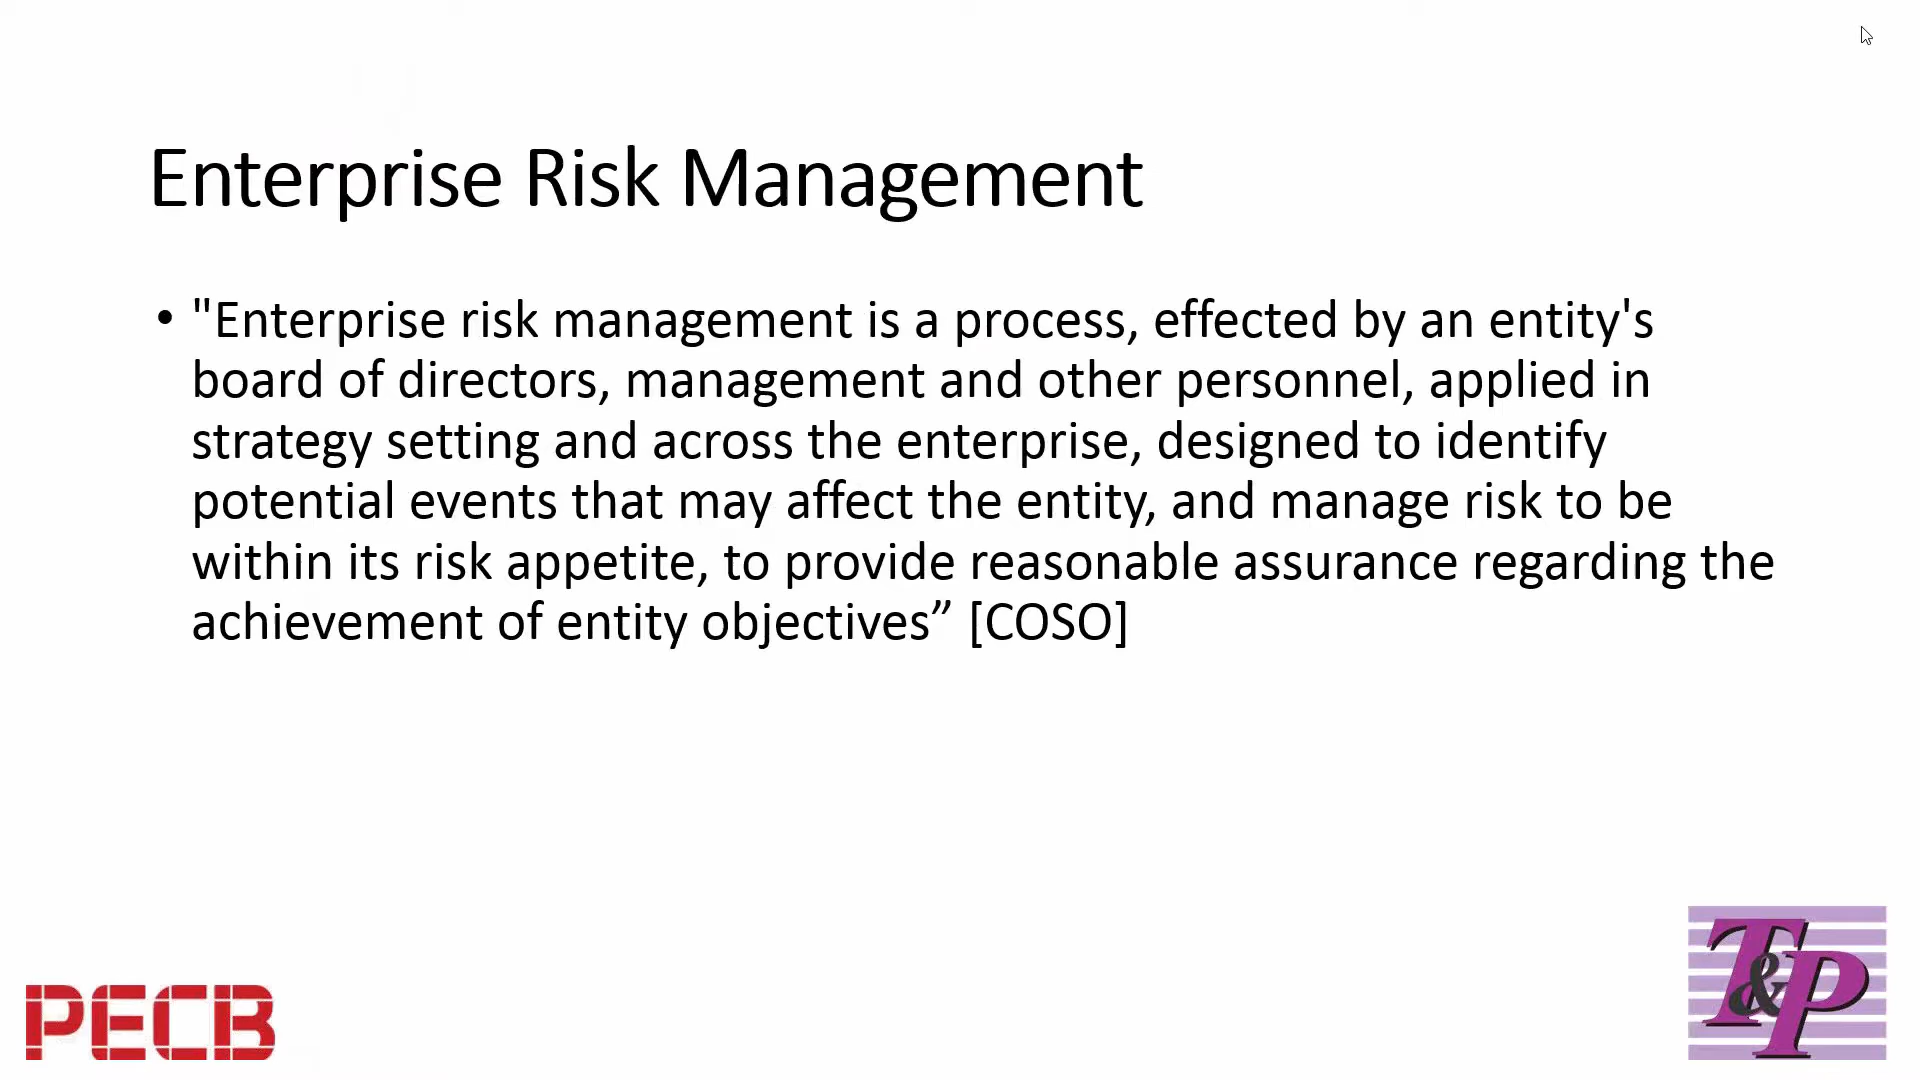 Enterprise Risk Management
• "Enterprise risk management is a process, effected by an entity's
board of directors, management and other personnel, applied in
strategy setting and across the enterprise, designed to identify
potential events that may affect the entity, and manage risk to be
within its risk appetite, to provide reasonable assurance regarding the
achievement of entity objectives” [COSO]
PECB
T&P